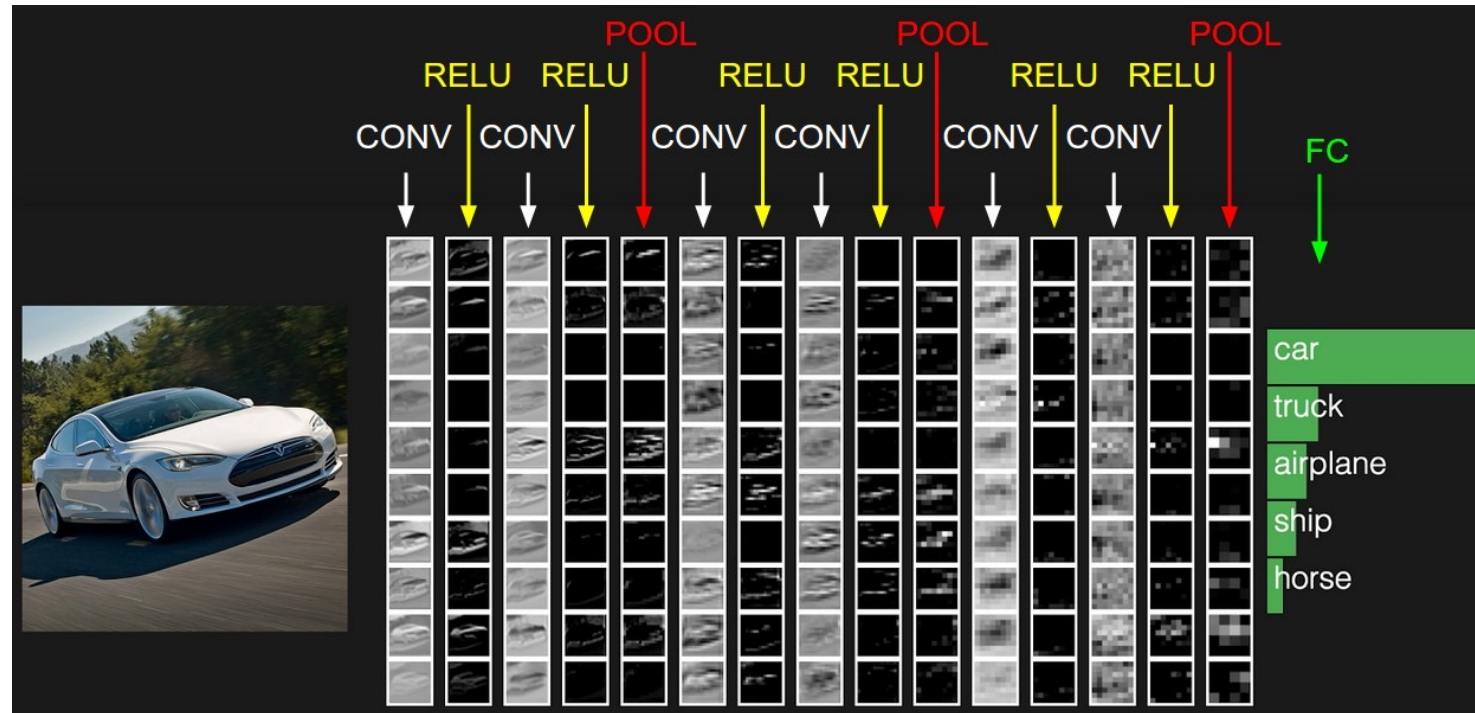 POOL POOL POOL
RELU RELU RELU RELU RELU RELU
CONV CONV CONV CONV CONV CONV
FC
car
truck
airplane
ship
horse